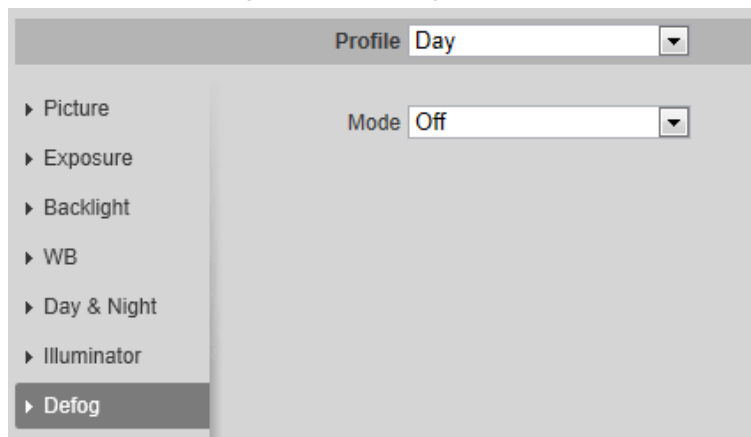 Profile Day
Mode Off
Picture
Exposure
Backlight
WB
Day & Night
Illuminator
Defog